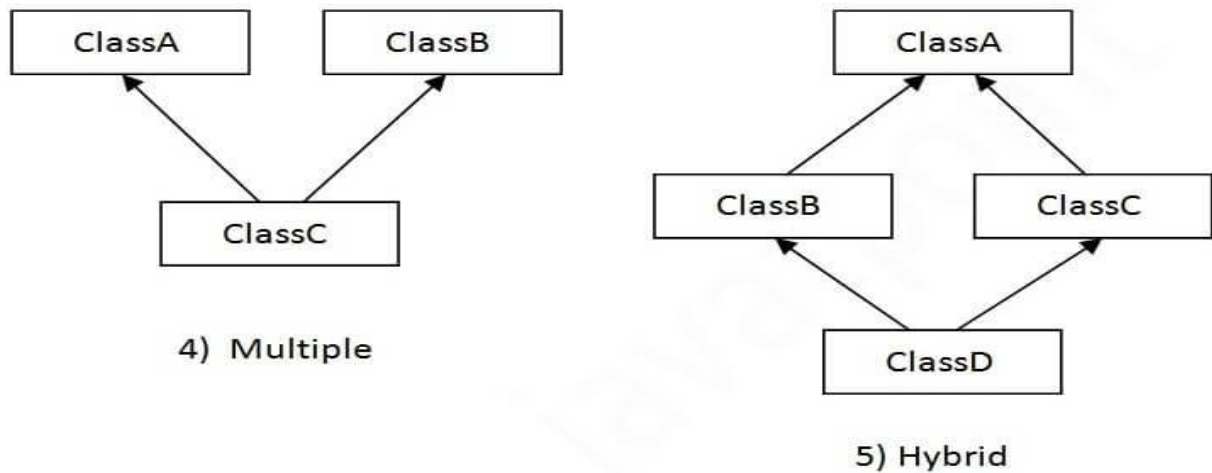 ClassA
ClassB
ClassC
4) Multiple
ClassA
ClassB
ClassC
ClassD
5) Hybrid